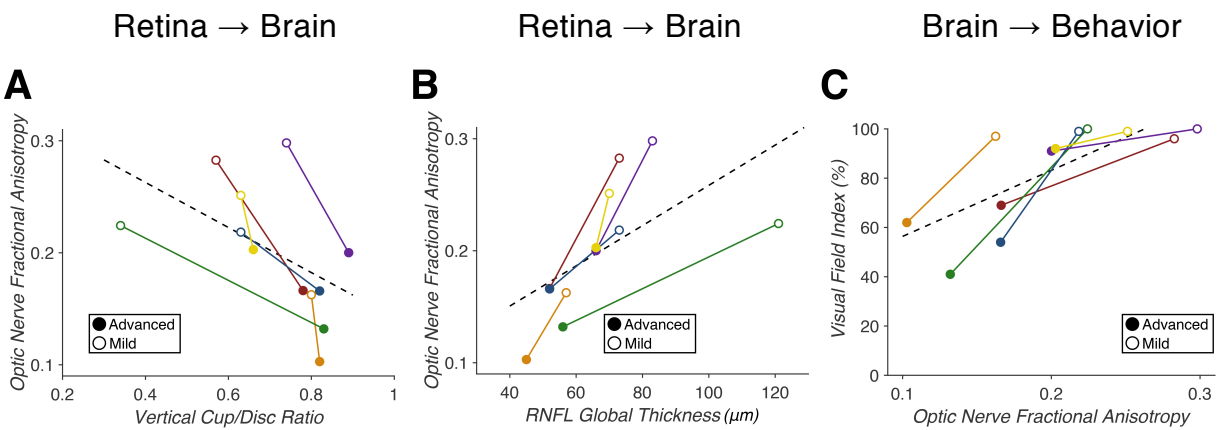 Retina → Brain
Retina → Brain
Brain → Behavior
A
Optic Nerve Fractional Anisotropy
0.3
0.2
0.1
0.2
0.4
0.6
0.8
1
Vertical Cup/Disc Ratio
Advanced
Mild
B
Optic Nerve Fractional Anisotropy
0.3
0.2
0.1
40
60
80
100
120
RNFL Global Thickness (μm)
Advanced
Mild
C
Visual Field Index (%)
100
80
60
40
20
0
0.1
0.2
0.3
Optic Nerve Fractional Anisotropy
Advanced
Mild